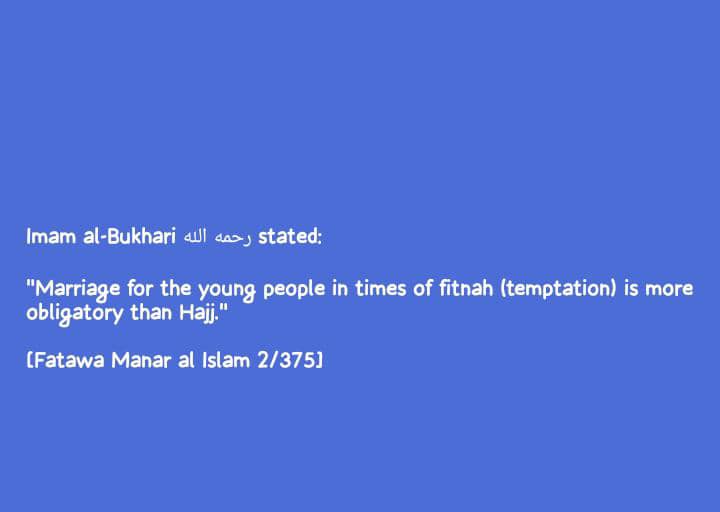 Imam al-Bukhari رحمه الله stated:
"Marriage for the young people in times of fitnah (temptation) is more
obligatory than Hajj."
[Fatawa Manar al Islam 2/375]